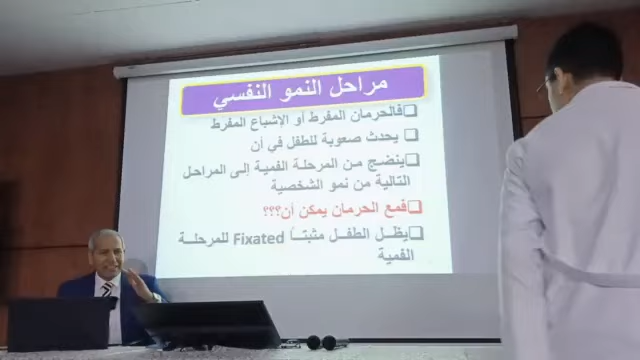 مراحل النمو النفسي
فالحرمان المفرط أو الإشباع المفرط
يحدث صعوبة للطفل في أن
ينضج من المرحلة الفمية إلى المراحل
التالية من نمو الشخصية
فمع الحرمان يمكن أن؟؟؟
يظل الطفل مثبتاً Fixated للمرحلة
الفمية